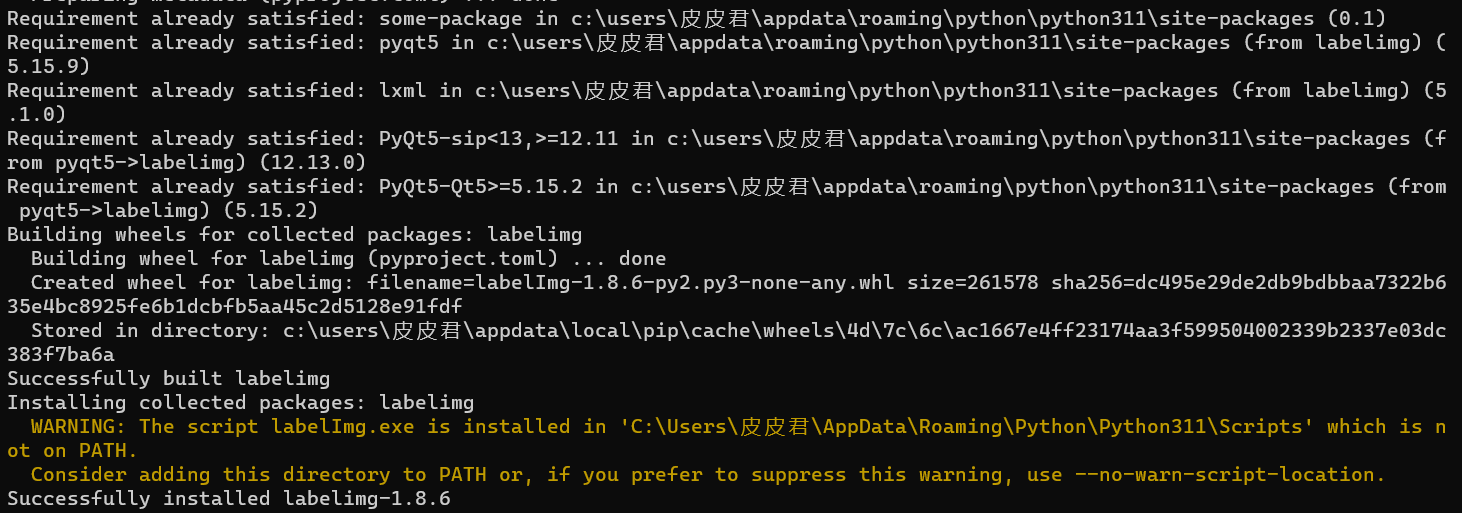 Requirement already satisfied: some-package in c:\users\皮皮君\appdata\roaming\python\python311\site-packages (0.1)
Requirement already satisfied: pyqt5 in c:\users\皮皮君\appdata\roaming\python\python311\site-packages (from labelimg) (
5.15.9)
Requirement already satisfied: lxml in c:\users\皮皮君\appdata\roaming\python\python311\site-packages (from labelimg) (5
.1.0)
Requirement already satisfied: PyQt5-sip<13,>=12.11 in c:\users\皮皮君\appdata\roaming\python\python311\site-packages (f
rom pyqt5->labelimg) (12.13.0)
Requirement already satisfied: PyQt5-Qt5>=5.15.2 in c:\users\皮皮君\appdata\roaming\python\python311\site-packages (from
 pyqt5->labelimg) (5.15.2)
Building wheels for collected packages: labelimg
  Building wheel for labelimg (pyproject.toml) ... done
  Created wheel for labelimg: filename=labelImg-1.8.6-py2.py3-none-any.whl size=261578 sha256=dc495e29de2db9bdbbaa7322b6
35e4bc8925fe6b1dcbfb5aa45c2d5128e91fdf
  Stored in directory: c:\users\皮皮君\appdata\local\pip\cache\wheels\4d\7c\6c\ac1667e4ff23174aa3f599504002339b2337e03dc
383f7ba6a
Successfully built labelimg
Installing collected packages: labelimg
  WARNING: The script labelImg.exe is installed in 'C:\Users\皮皮君\AppData\Roaming\Python\Python311\Scripts' which is n
ot on PATH.
  Consider adding this directory to PATH or, if you prefer to suppress this warning, use --no-warn-script-location.
Successfully installed labelimg-1.8.6